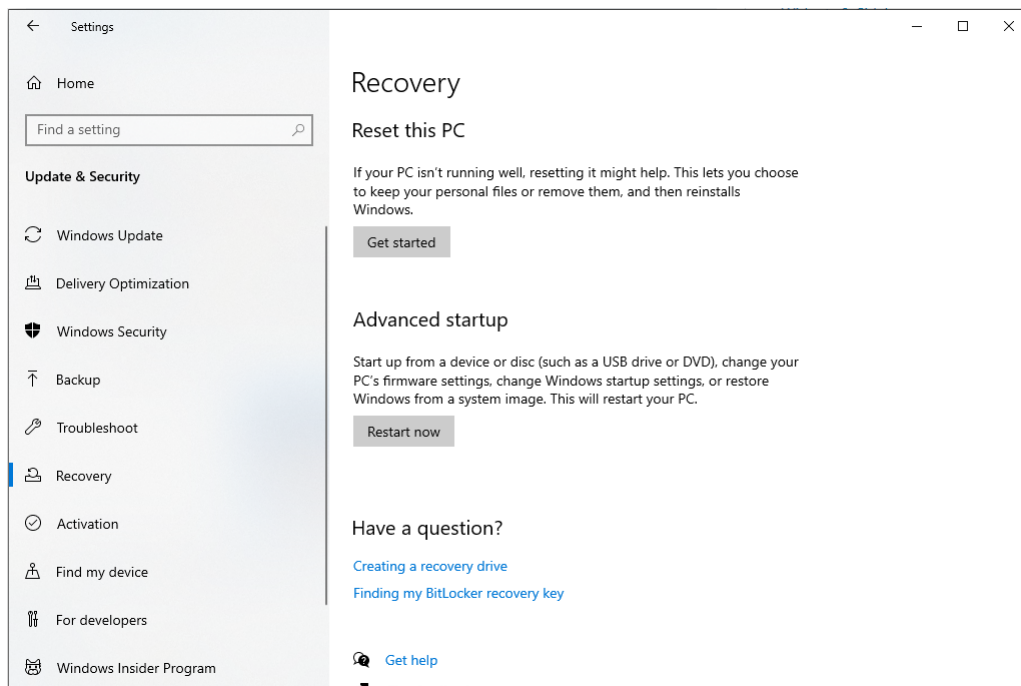 Settings
Home
Find a setting
Update & Security
Windows Update
Delivery Optimization
Windows Security
Backup
Troubleshoot
Recovery
Activation
Find my device
For developers
Windows Insider Program
Recovery
Reset this PC
If your PC isn't running well, resetting it might help. This lets you choose
to keep your personal files or remove them, and then reinstalls
Windows.
Get started
Advanced startup
Start up from a device or disc (such as a USB drive or DVD), change your
PC's firmware settings, change Windows startup settings, or restore
Windows from a system image. This will restart your PC.
Restart now
Have a question?
Creating a recovery drive
Finding my BitLocker recovery key
Get help